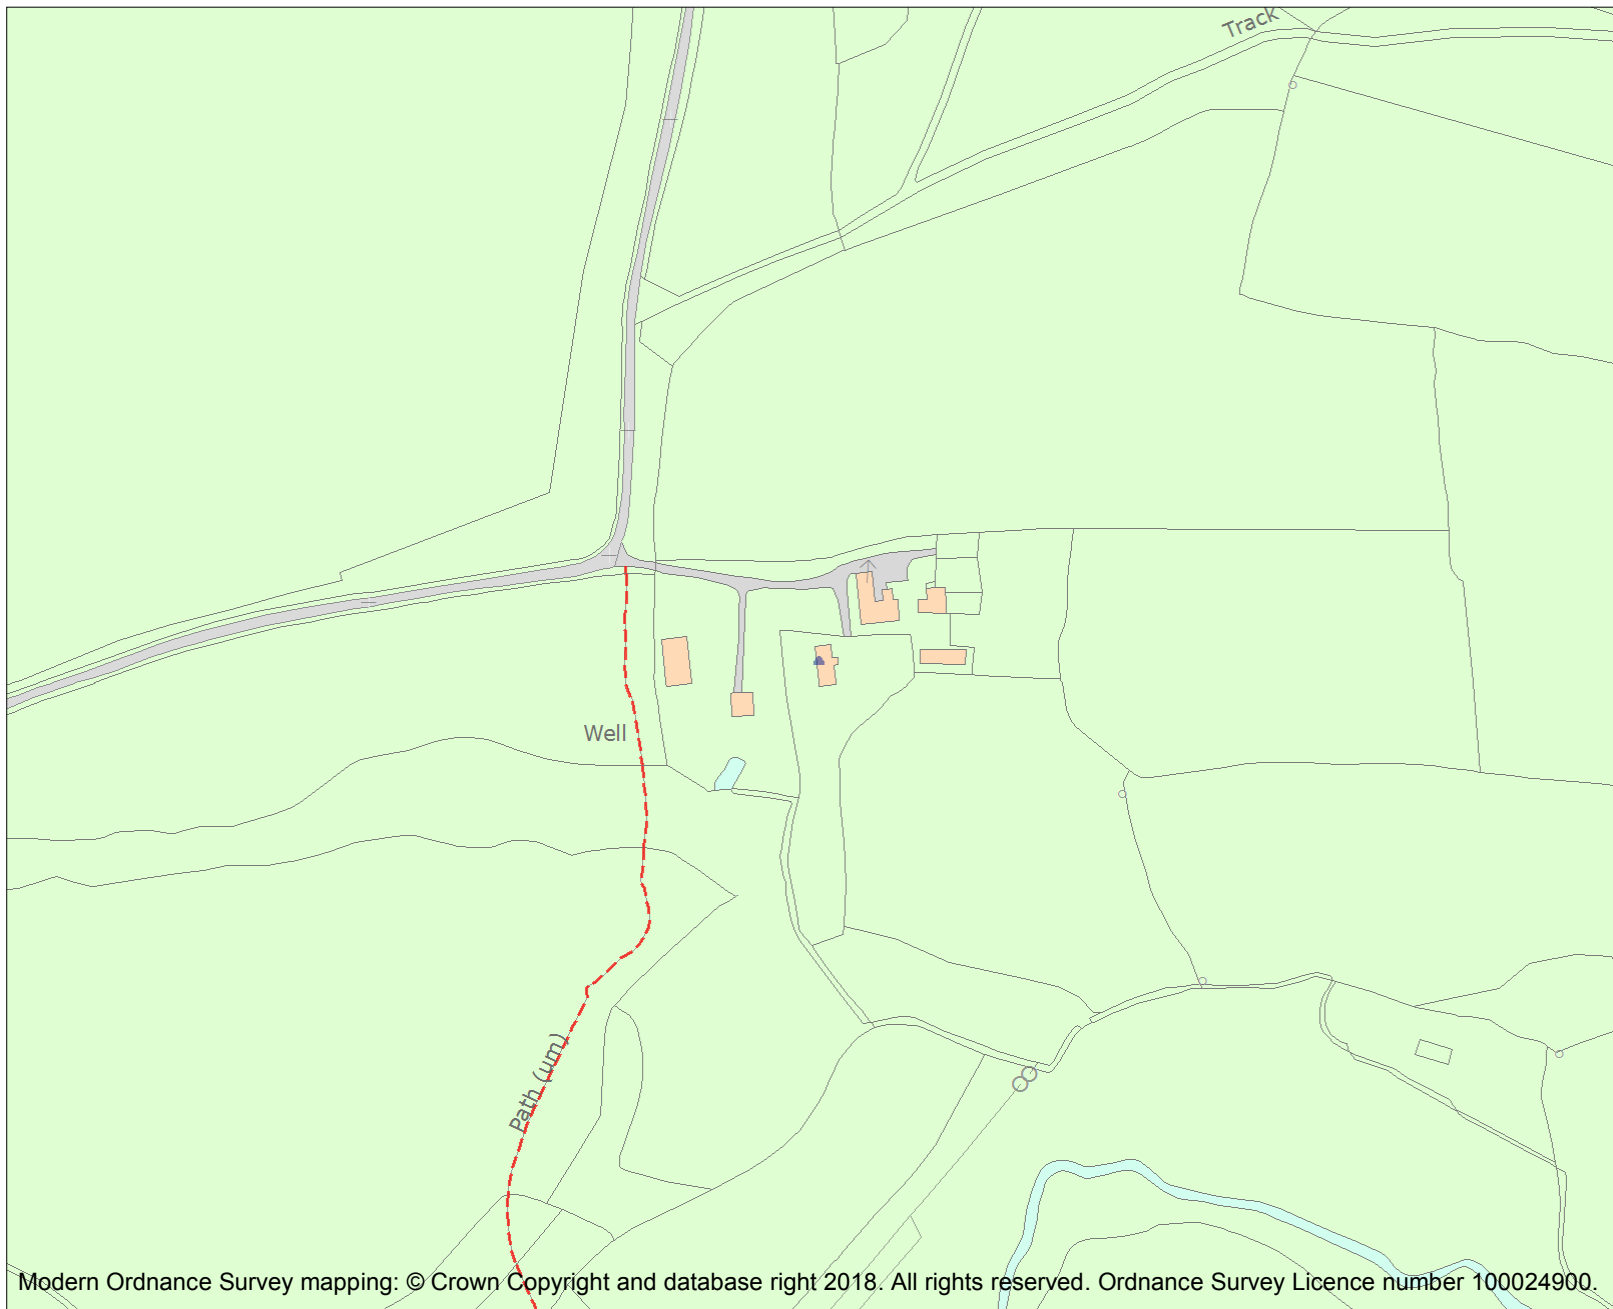 Track
Well
Path (um)
Modern Ordnance Survey mapping: © Crown Copyright and database right 2018. All rights reserved. Ordnance Survey Licence number 100024900.